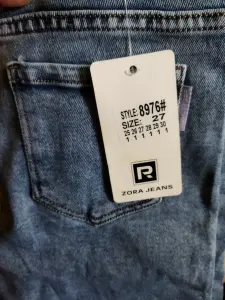 STYLE: 8976#
SIZE: 27
25 26 27 28 29 30
1 1 1 1 1 1
R
ZORA JEANS